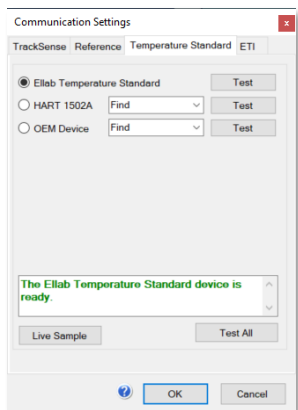 Communication Settings x
TrackSense Reference Temperature Standard ETI
Ellab Temperature Standard Test
HART 1502A Find Test
OEM Device Find Test
The Ellab Temperature Standard device is
ready.
Live Sample Test All
? OK Cancel